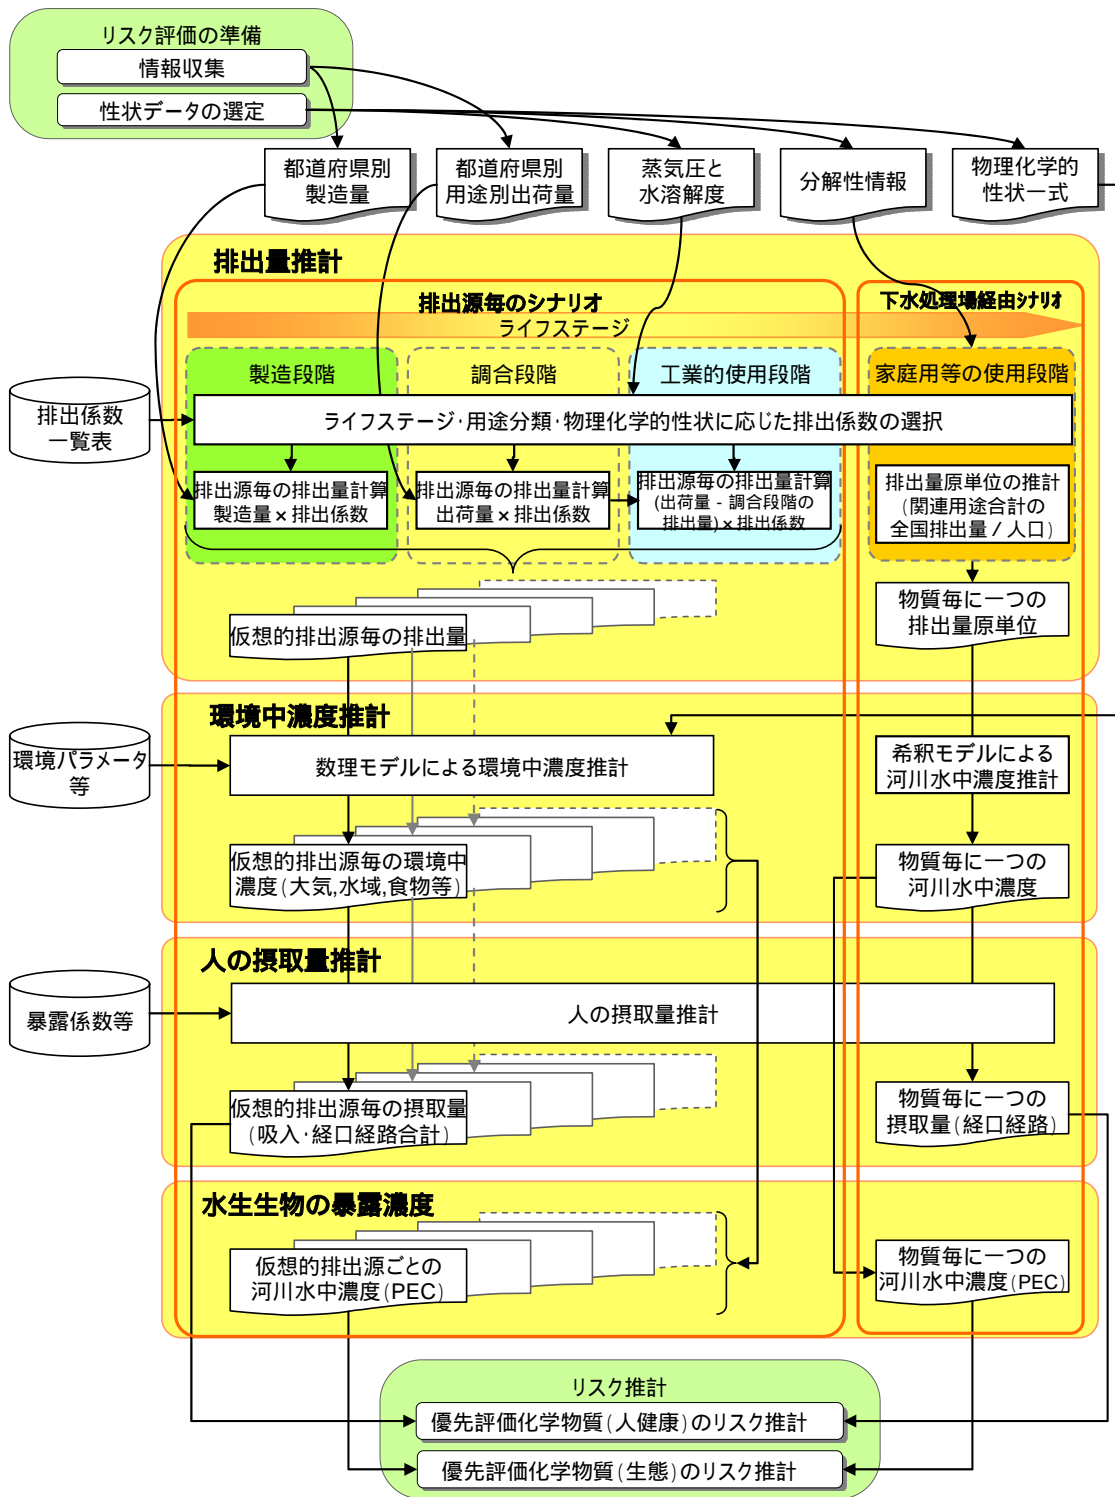 リスク評価の準備
情報収集
性状データの選定
都道府県別
製造量
都道府県別
用途別出荷量
蒸気圧と
水溶解度
分解性情報
物理化学的
性状一式
排出量推計
排出源毎のシナリオ
下水処理場経由シナリオ
ライフステージ
製造段階
調合段階
工業的使用段階
家庭用等の使用段階
排出係数
一覧表
ライフステージ・用途分類・物理化学的性状に応じた排出係数の選択
排出源毎の排出量計算
製造量×排出係数
排出源毎の排出量計算
出荷量×排出係数
排出源毎の排出量計算
(出荷量 - 調合段階の
排出量)×排出係数
排出量原単位の推計
(関連用途合計の
全国排出量/人口)
仮想的排出源毎の排出量
物質毎に一つの
排出量原単位
環境中濃度推計
環境パラメータ
等
数理モデルによる環境中濃度推計
希釈モデルによる
河川水中濃度推計
仮想的排出源毎の環境中
濃度(大気,水域,食物等)
物質毎に一つの
河川水中濃度
人の摂取量推計
暴露係数等
人の摂取量推計
仮想的排出源毎の摂取量
(吸入・経口経路合計)
物質毎に一つの
摂取量(経口経路)
水生生物の暴露濃度
仮想的排出源ごとの
河川水中濃度(PEC)
物質毎に一つの
河川水中濃度(PEC)
リスク推計
優先評価化学物質(人健康)のリスク推計
優先評価化学物質(生態)のリスク推計